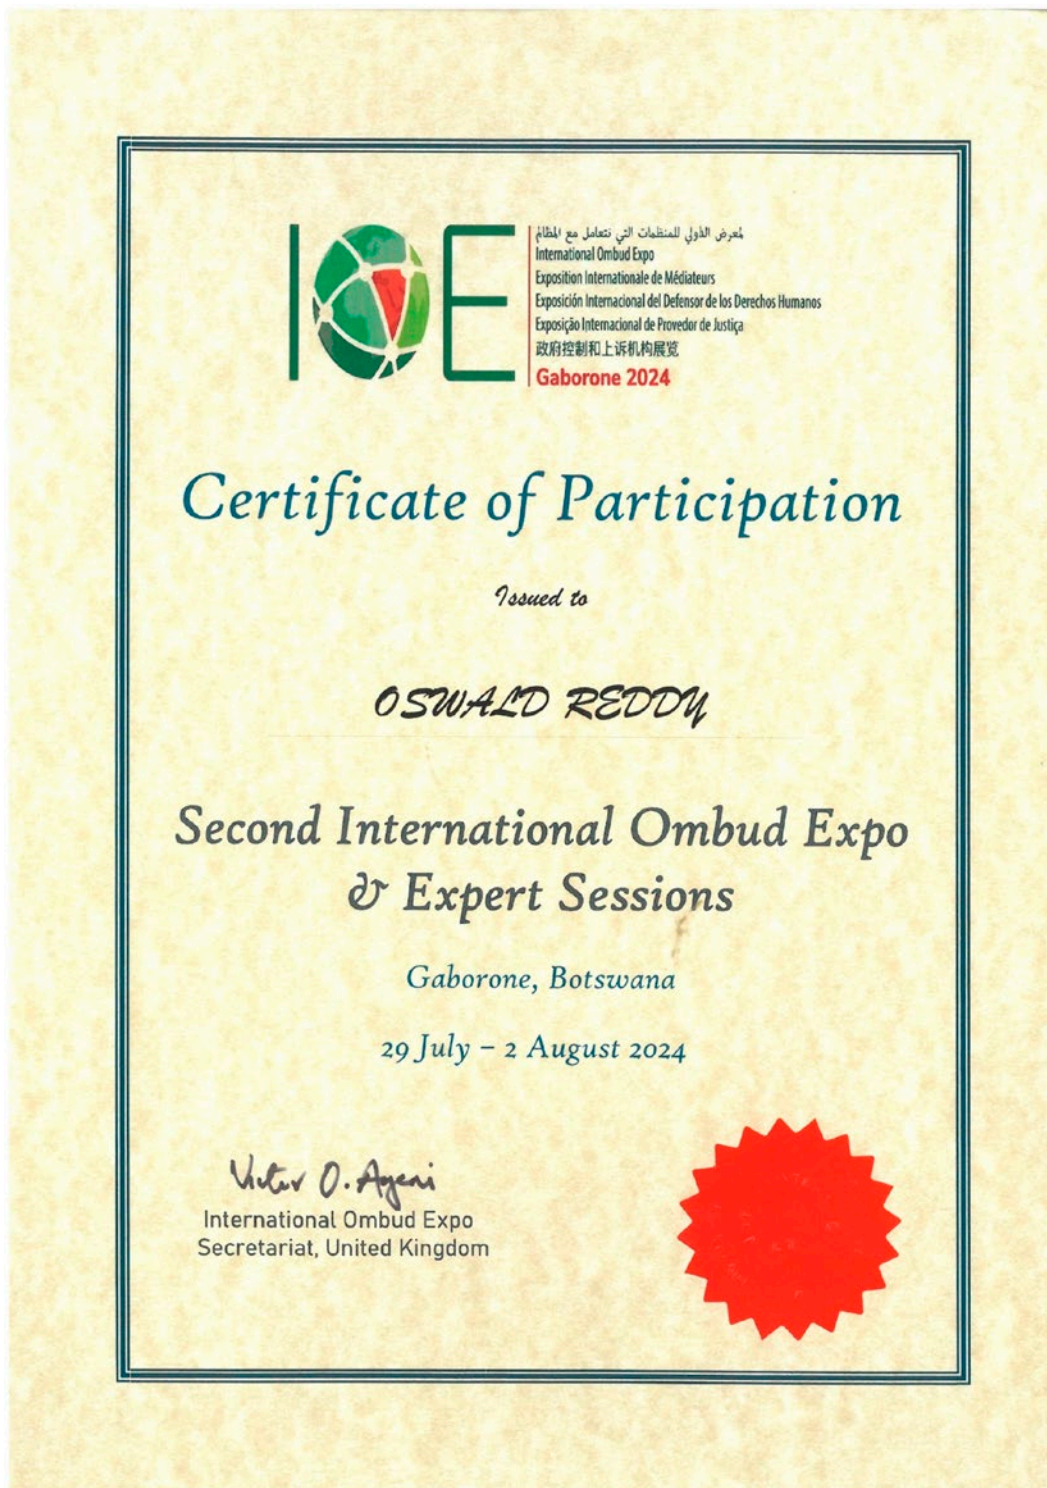 IOE
لمعرض الدولي للمنظمات التي تتعامل مع المظالم
International Ombud Expo
Exposition Internationale de Médiateurs
Exposición Internacional del Defensor de los Derechos Humanos
Exposição Internacional de Provedor de Justiça
政府控制和上诉机构展览
Gaborone 2024
Certificate of Participation
Issued to
OSWALD REDDY
Second International Ombud Expo
& Expert Sessions
Gaborone, Botswana
29 July – 2 August 2024
Victor O. Ayeni
International Ombud Expo
Secretariat, United Kingdom